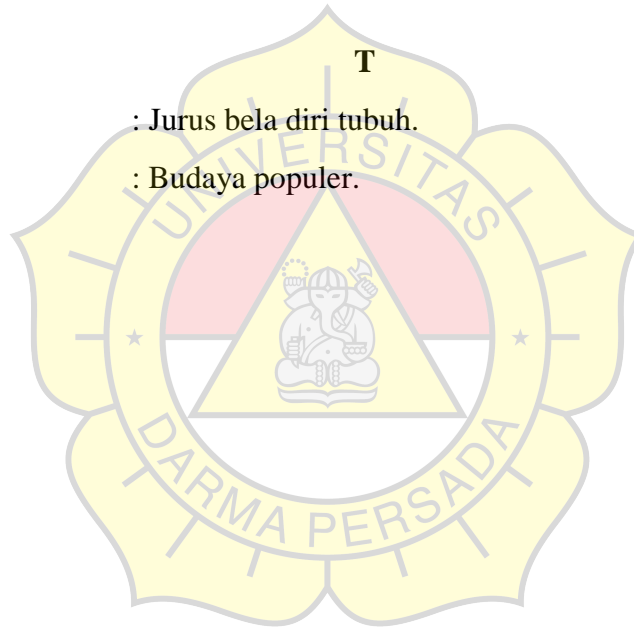 T
: Jurus bela diri tubuh.
: Budaya populer.
UNIVERSITAS
DARMA PERSADA